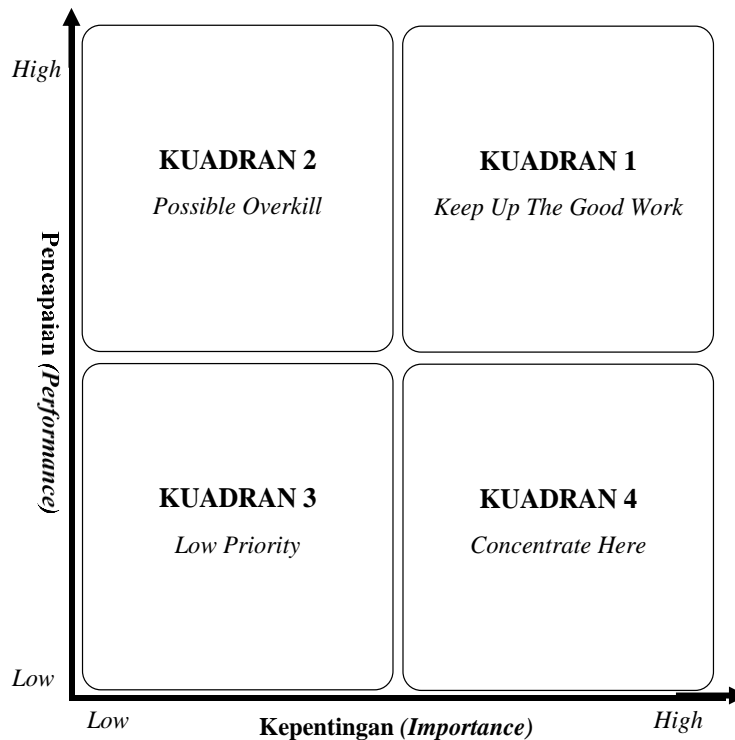 High
KUADRAN 2
Possible Overkill
KUADRAN 1
Keep Up The Good Work
Pencapaian (Performance)
KUADRAN 3
Low Priority
KUADRAN 4
Concentrate Here
Low
Low
Kepentingan (Importance)
High